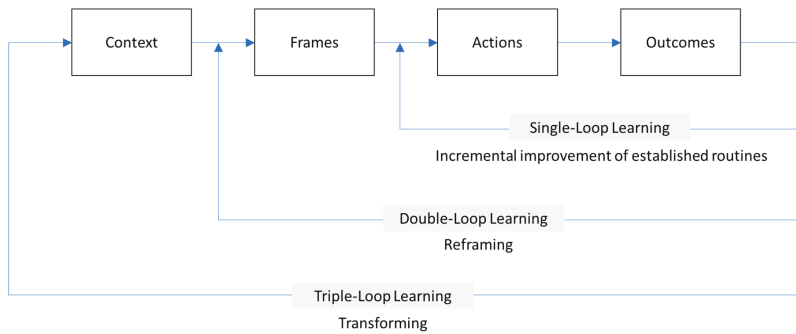 Context
Frames
Actions
Outcomes
Single-Loop Learning
Incremental improvement of established routines
Double-Loop Learning
Reframing
Triple-Loop Learning
Transforming